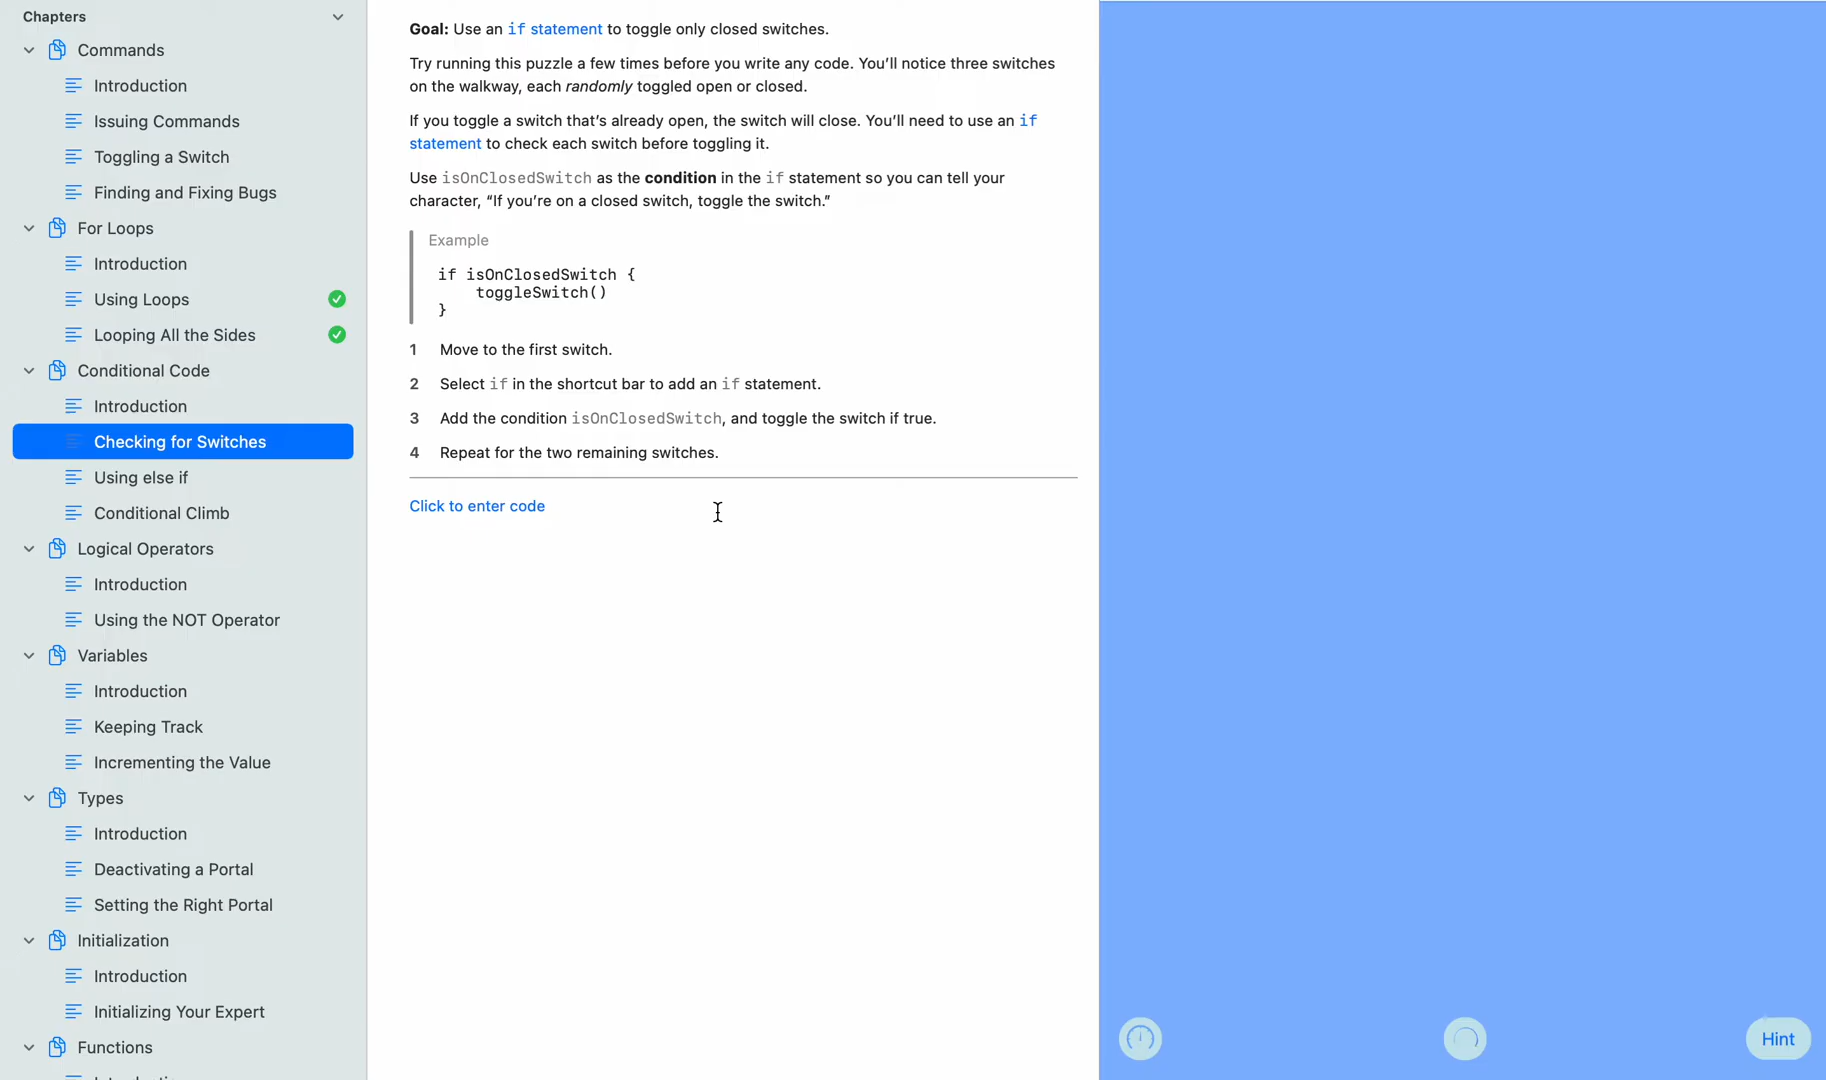 Chapters
Commands
Introduction
Issuing Commands
Toggling a Switch
Finding and Fixing Bugs
For Loops
Introduction
Using Loops
Looping All the Sides
Conditional Code
Introduction
Checking for Switches
Using else if
Conditional Climb
Logical Operators
Introduction
Using the NOT Operator
Variables
Introduction
Keeping Track
Incrementing the Value
Types
Introduction
Deactivating a Portal
Setting the Right Portal
Initialization
Introduction
Initializing Your Expert
Functions
Goal: Use an if statement to toggle only closed switches.
Try running this puzzle a few times before you write any code. You’ll notice three switches
on the walkway, each randomly toggled open or closed.
If you toggle a switch that’s already open, the switch will close. You’ll need to use an if
statement to check each switch before toggling it.
Use isOnClosedSwitch as the condition in the if statement so you can tell your
character, “If you’re on a closed switch, toggle the switch.”
Example
if isOnClosedSwitch {
    toggleSwitch()
}
1 Move to the first switch.
2 Select if in the shortcut bar to add an if statement.
3 Add the condition isOnClosedSwitch, and toggle the switch if true.
4 Repeat for the two remaining switches.
Click to enter code
Hint